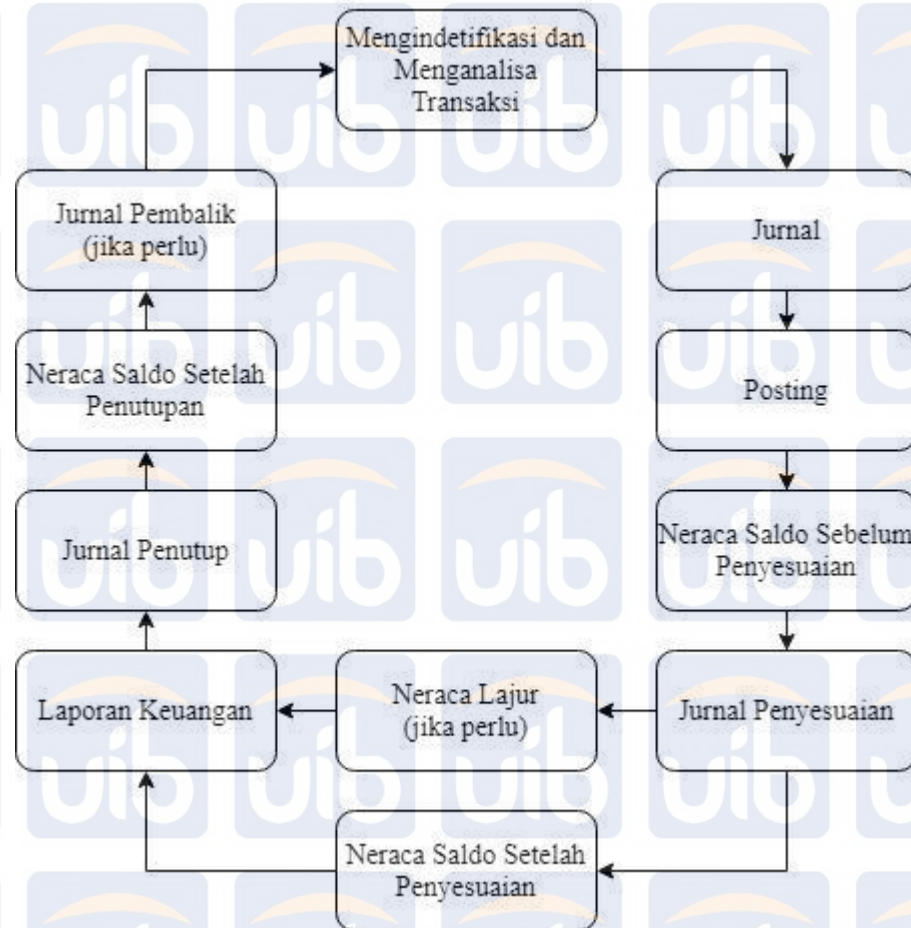 Mengindetifikasi dan
Menganalisa
Transaksi
Jurnal
Posting
Neraca Saldo Sebelum
Penyesuaian
Jurnal Penyesuaian
Neraca Lajur
(jika perlu)
Neraca Saldo Setelah
Penyesuaian
Laporan Keuangan
Jurnal Penutup
Neraca Saldo Setelah
Penutupan
Jurnal Pembalik
(jika perlu)
uib